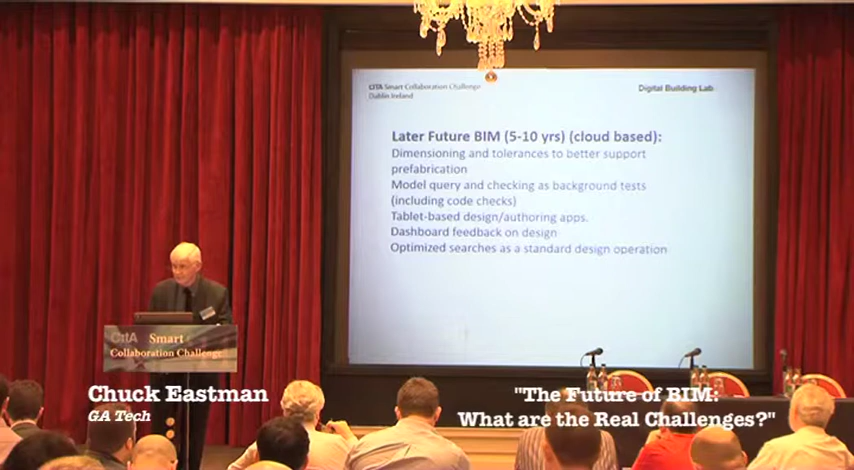 CITA Smart Collaboration Challenge
Dublin Ireland
Digital Building Lab
Later Future BIM (5-10 yrs) (cloud based):
Dimensioning and tolerances to better support
prefabrication
Model query and checking as background tests
(including code checks)
Tablet-based design/authoring apps.
Dashboard feedback on design
Optimized searches as a standard design operation
CitA Smart
Collaboration Challenge
Chuck Eastman
GA Tech
"The Future of BIM:
What are the Real Challenges?"